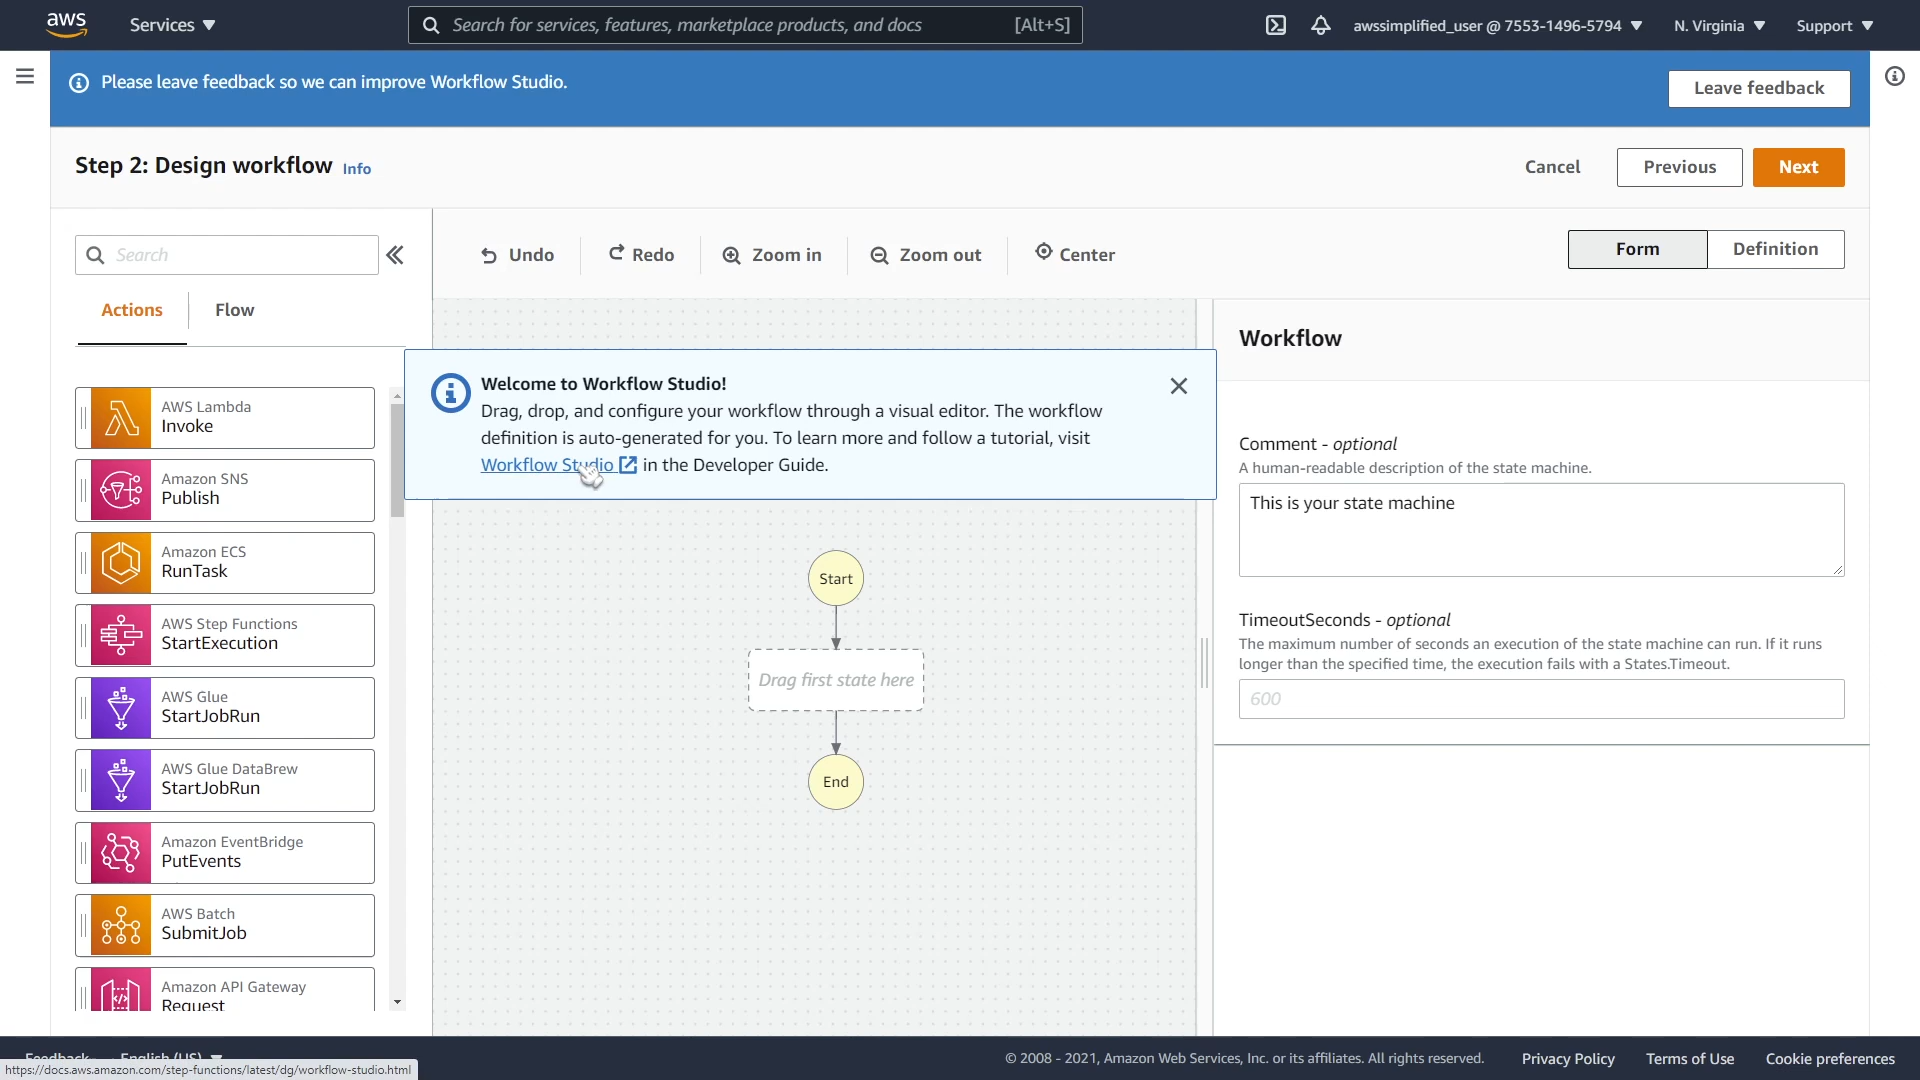 aws
Services
Search for services, features, marketplace products, and docs
[Alt+S]
awssimplified_user @ 7553-1496-5794
N. Virginia
Support
Please leave feedback so we can improve Workflow Studio.
Leave feedback
Step 2: Design workflow Info
Cancel
Previous
Next
Search
Undo
Redo
Zoom in
Zoom out
Center
Form
Definition
Actions
Flow
Workflow
Welcome to Workflow Studio!
Drag, drop, and configure your workflow through a visual editor. The workflow
definition is auto-generated for you. To learn more and follow a tutorial, visit
Workflow Studio in the Developer Guide.
AWS Lambda
Invoke
Amazon SNS
Publish
Amazon ECS
RunTask
AWS Step Functions
StartExecution
AWS Glue
StartJobRun
AWS Glue DataBrew
StartJobRun
Amazon EventBridge
PutEvents
AWS Batch
SubmitJob
Amazon API Gateway
Request
Start
Drag first state here
End
Comment - optional
A human-readable description of the state machine.
This is your state machine
TimeoutSeconds - optional
The maximum number of seconds an execution of the state machine can run. If it runs
longer than the specified time, the execution fails with a States.Timeout.
600
Feedback
English (US)
© 2008 - 2021, Amazon Web Services, Inc. or its affiliates. All rights reserved.
Privacy Policy
Terms of Use
Cookie preferences
https://docs.aws.amazon.com/step-functions/latest/dg/workflow-studio.html